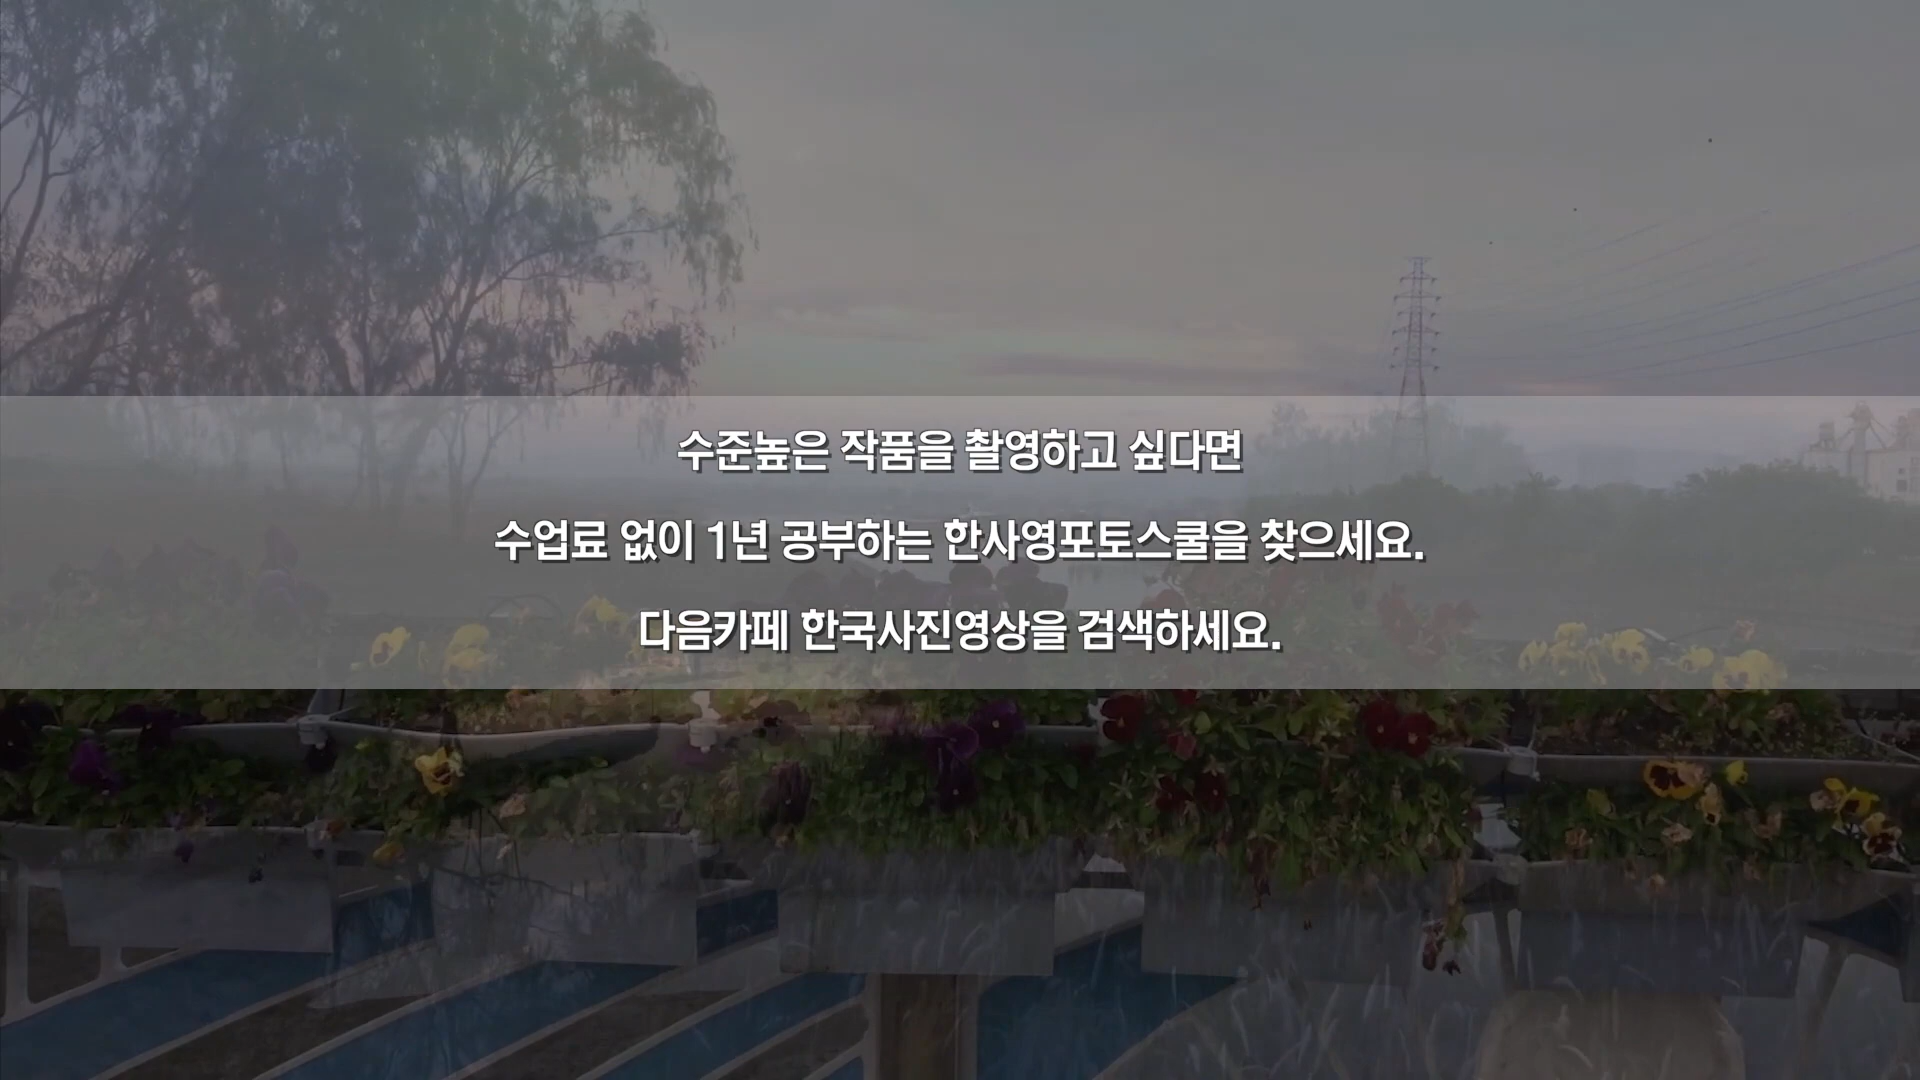 수준높은 작품을 촬영하고 싶다면
수업료 없이 1년 공부하는 한사영포토스쿨을 찾으세요.
다음카페 한국사진영상을 검색하세요.